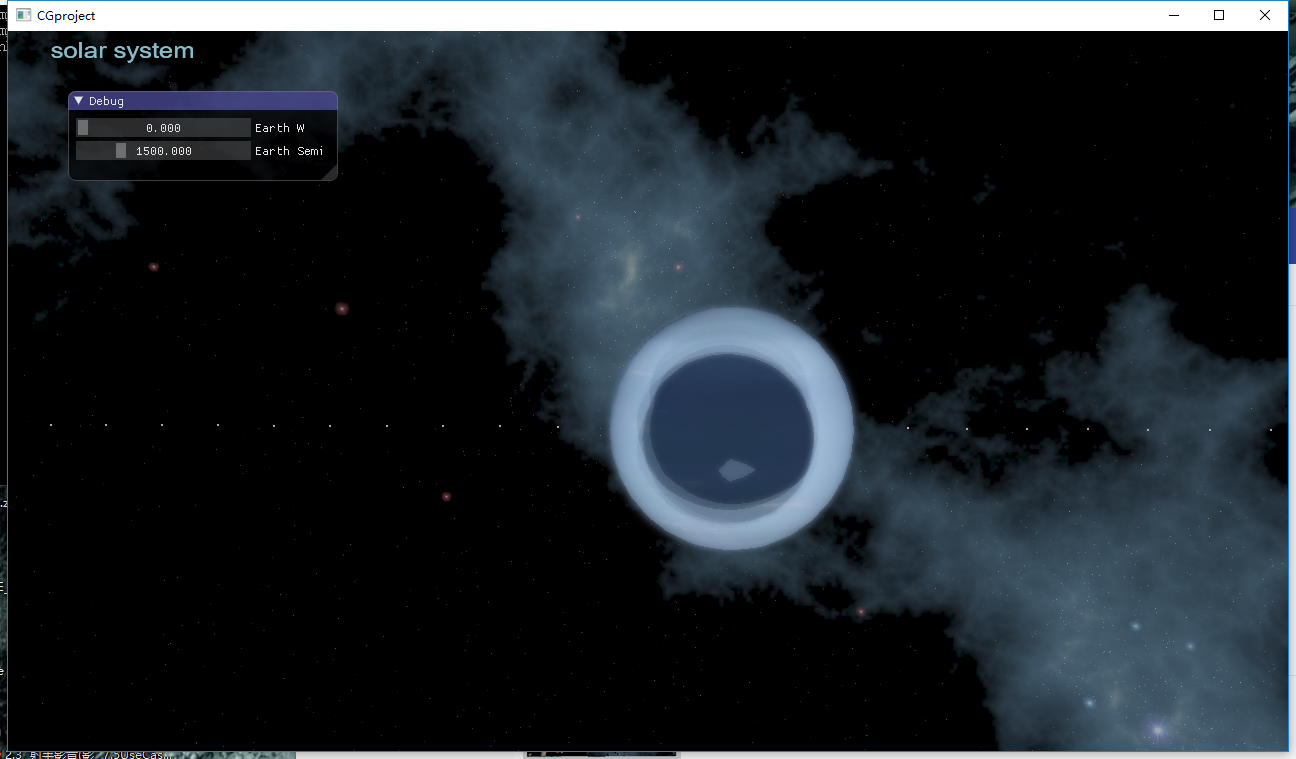 CGproject
solar system
Debug
0.000 Earth W
1500.000 Earth Semi